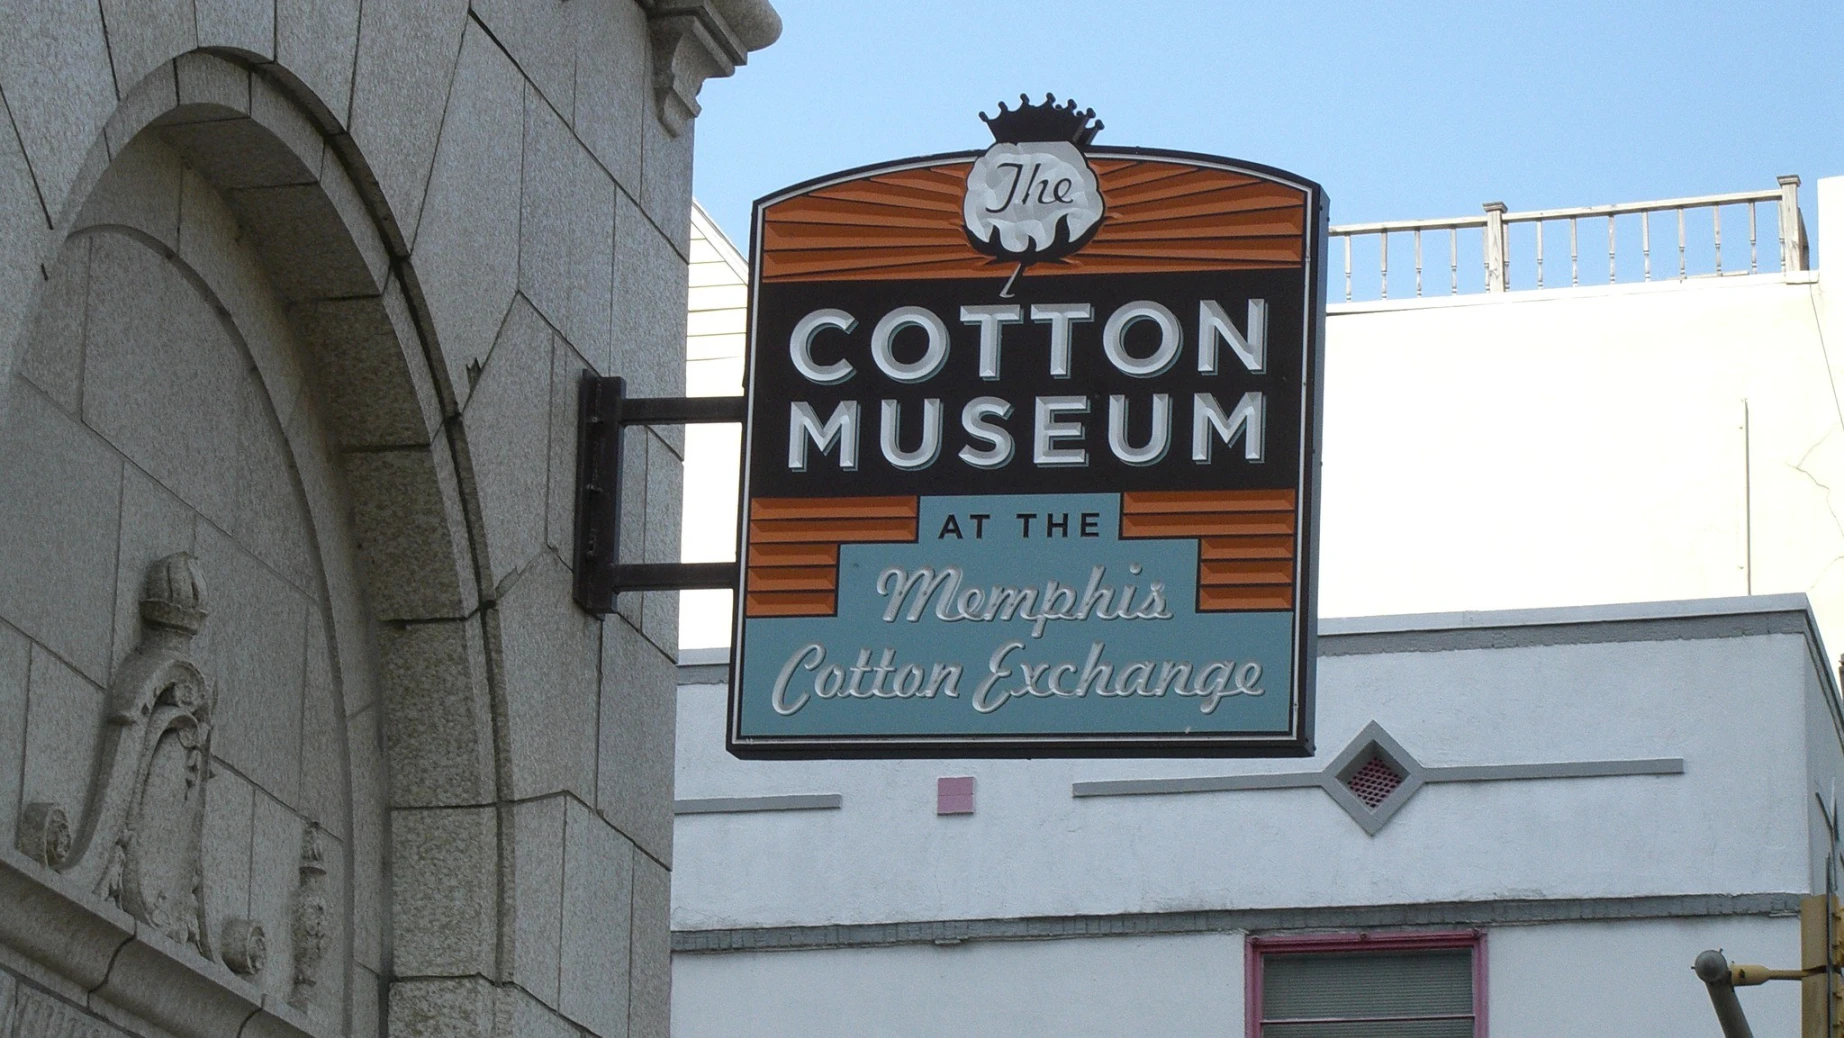 The
COTTON
MUSEUM
AT THE
Memphis
Cotton Exchange